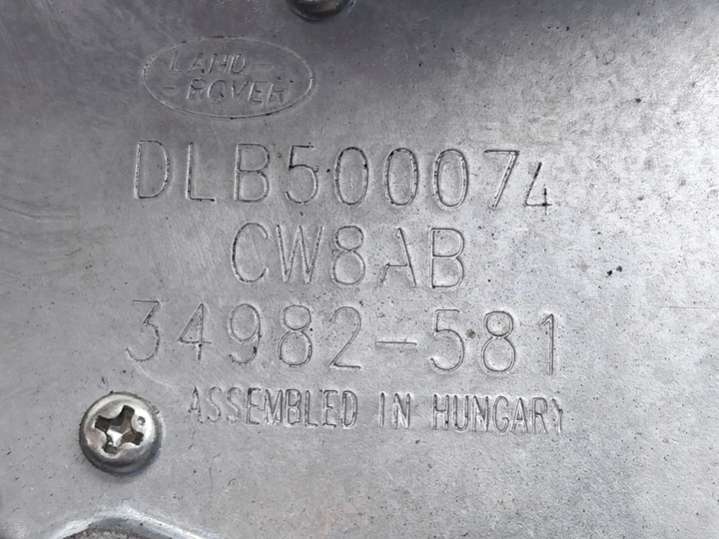 LAND-
-ROVER
DLB500074
CW8AB
34982-581
ASSEMBLED IN HUNGARY